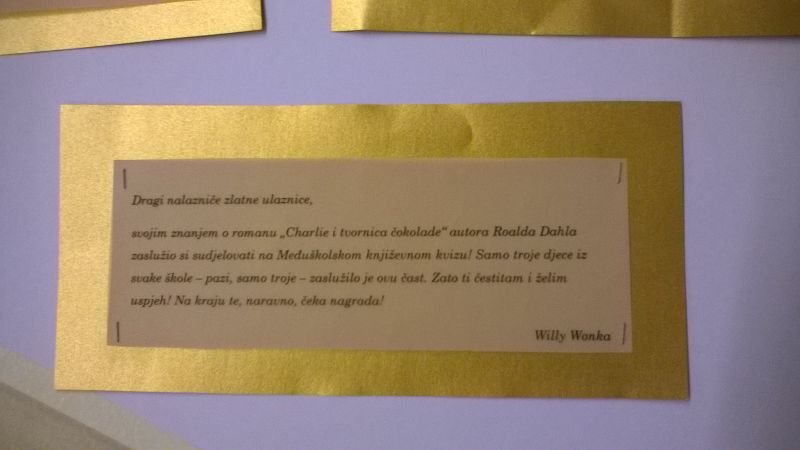 Dragi nalazniče zlatne ulaznice,
svojim znanjem o romanu „Charlie i tvornica čokolade“ autora Roalda Dahla
zaslužio si sudjelovati na Međuškolskom književnom kvizu! Samo troje djece iz
svake škole – pazi, samo troje – zaslužilo je ovu čast. Zato ti čestitam i želim
uspjeh! Na kraju te, naravno, čeka nagrada!
Willy Wonka